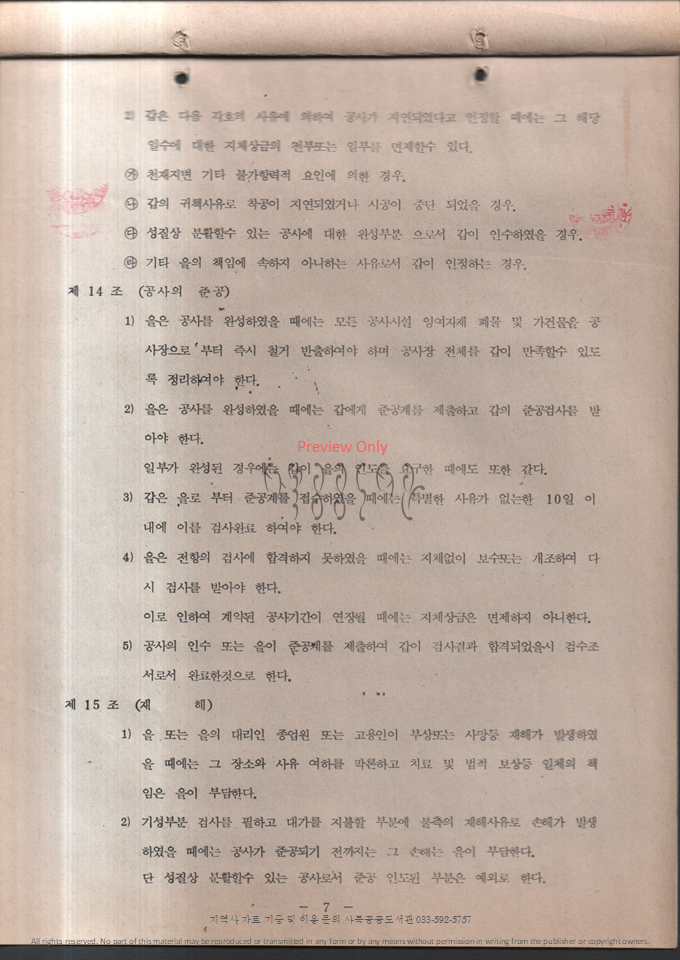 2) 갑은 다음 각호의 사유에 의하여 공사가 지연되었다고 인정할 때에는 그 해당
일수에 대한 지체상금의 전부또는 일부를 면제할수 있다.
㉮ 천재지변 기타 불가항력적 요인에 의한 경우.
㉯ 갑의 귀책사유로 착공이 지연되었거나 시공이 중단 되었을 경우.
㉰ 성질상 분활할수 있는 공사에 대한 완성부분 으로서 갑이 인수하였을 경우.
㉱ 기타 을의 책임에 속하지 아니하는 사유로서 갑이 인정하는 경우.
제 14 조 (공사의 준공)
1) 을은 공사를 완성하였을 때에는 모든 공사시설 잉여자재 폐물 및 가건물을 공
사장으로 부터 즉시 철거 반출하여야 하며 공사장 전체를 갑이 만족할수 있도
록 정리하여야 한다.
2) 을은 공사를 완성하였을 때에는 갑에게 준공계를 제출하고 갑의 준공검사를 받
아야 한다.
Preview Only
일부가 완성된 경우에는 갑이 을의 인도를 요구한 때에도 또한 같다.
3) 갑은 을로 부터 준공계를 접수하였을 때에는 특별한 사유가 없는한 10일 이
내에 이를 검사완료 하여야 한다.
4) 을은 전항의 검사에 합격하지 못하였을 때에는 지체없이 보수또는 개조하여 다
시 검사를 받아야 한다.
이로 인하여 계약된 공사기간이 연장될 때에는 지체상금은 면제하지 아니한다.
5) 공사의 인수 또는 을이 준공계를 제출하여 갑이 검사결과 합격되었을시 검수조
서로서 완료한것으로 한다.
제 15 조 (재 해)
1) 을 또는 을의 대리인 종업원 또는 고용인이 부상또는 사망등 재해가 발생하였
을 때에는 그 장소와 사유 여하를 막론하고 치료 및 법적 보상등 일체의 책
임은 을이 부담한다.
2) 기성부분 검사를 필하고 대가를 지불할 부분에 불측의 재해사유로 손해가 발생
하였을 때에는 공사가 준공되기 전까지는 그 손해는 을이 부담한다.
단 성질상 분활할수 있는 공사로서 준공 인도된 부분은 예외로 한다.
- 7 -
지역사 자료 기증 및 이용 문의 사북공공도서관 033-592-5757
All rights reserved. No part of this material may be reproduced or transmitted in any form or by any means without permission in writing from the publisher or copyright owners.